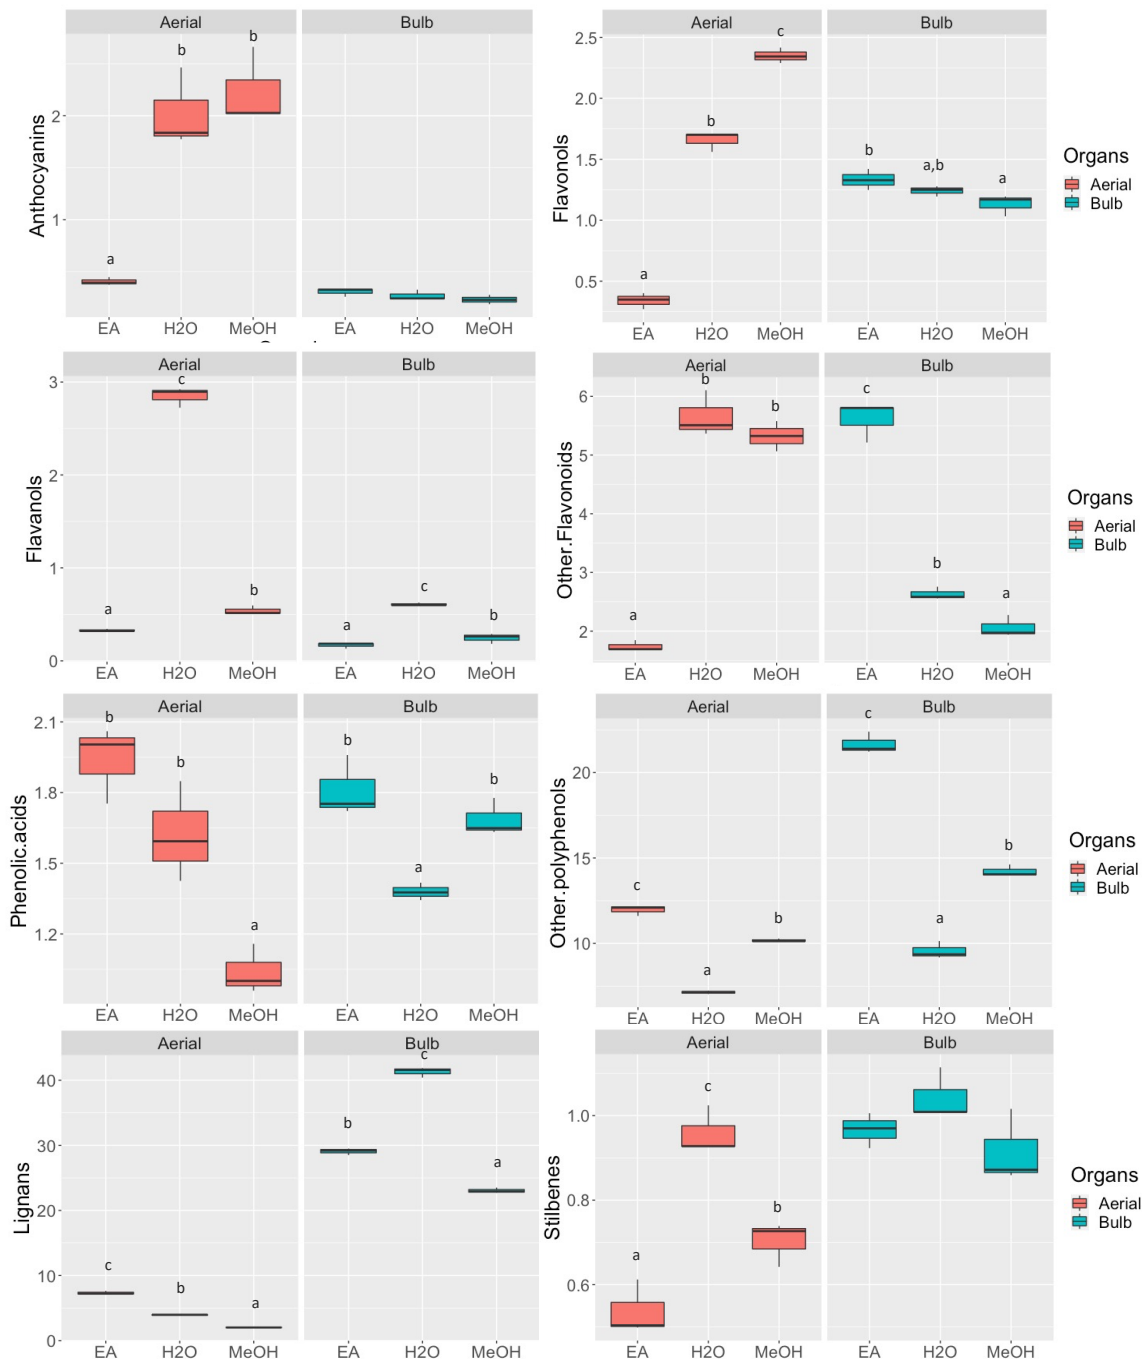 Aerial Bulb
b b
a
Anthocyanins
2
1
EA H2O MeOH EA H2O MeOH
Aerial Bulb
c
b
b a,b a
a
Flavonols
2.5
2.0
1.5
1.0
0.5
EA H2O MeOH EA H2O MeOH
Organs
Aerial
Bulb
Aerial Bulb
c
a b
a c b
Flavanols
3
2
1
0
EA H2O MeOH EA H2O MeOH
Aerial Bulb
b b c
b a
a
Other.Flavonoids
6
5
4
3
2
EA H2O MeOH EA H2O MeOH
Organs
Aerial
Bulb
Aerial Bulb
b b a
b a b
Phenolic.acids
2.1
1.8
1.5
1.2
EA H2O MeOH EA H2O MeOH
Aerial Bulb
c a b
c a b
Other.polyphenols
20
15
10
EA H2O MeOH EA H2O MeOH
Organs
Aerial
Bulb
Aerial Bulb
c b a
b c a
Lignans
40
30
20
10
0
EA H2O MeOH EA H2O MeOH
Aerial Bulb
a c b
Stilbenes
1.0
0.8
0.6
EA H2O MeOH EA H2O MeOH
Organs
Aerial
Bulb